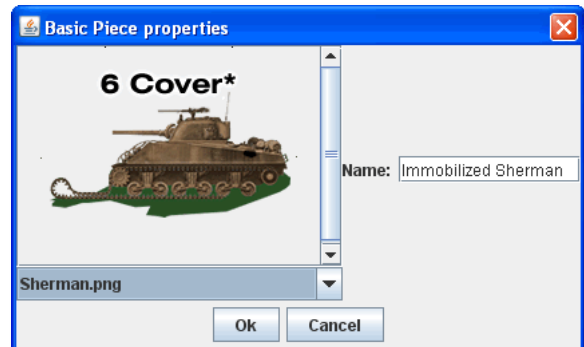 Basic Piece properties
6 Cover*
Name: Immobilized Sherman
Sherman.png
Ok Cancel